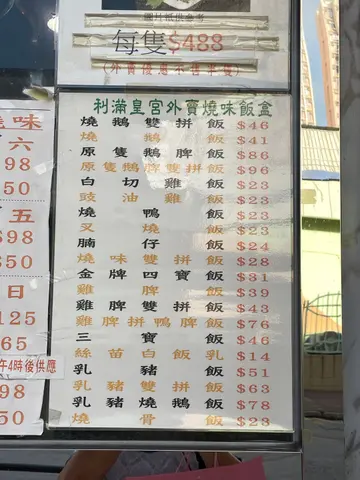 每隻$488
(外賣優惠不含半隻)
利滿皇宮外賣燒味飯盒
燒鵝雙拼飯 $46
燒鵝飯 $41
原隻鵝脾飯 $86
原隻鵝脾雙拼飯 $96
白切雞飯 $23
豉油雞飯 $23
燒鴨飯 $23
叉燒飯 $23
腩仔飯 $24
燒味雙拼飯 $28
金牌四寶飯 $31
雞脾飯 $39
雞脾雙拼飯 $43
雞脾拼鴨脾飯 $76
三寶飯 $46
絲苗白飯 $14
乳豬飯 $51
乳豬雙拼飯 $63
乳豬燒鵝飯 $78
燒骨飯 $23
燒味
六
98
50
五
$98
$50
日
125
65
午4時後供應
98
50